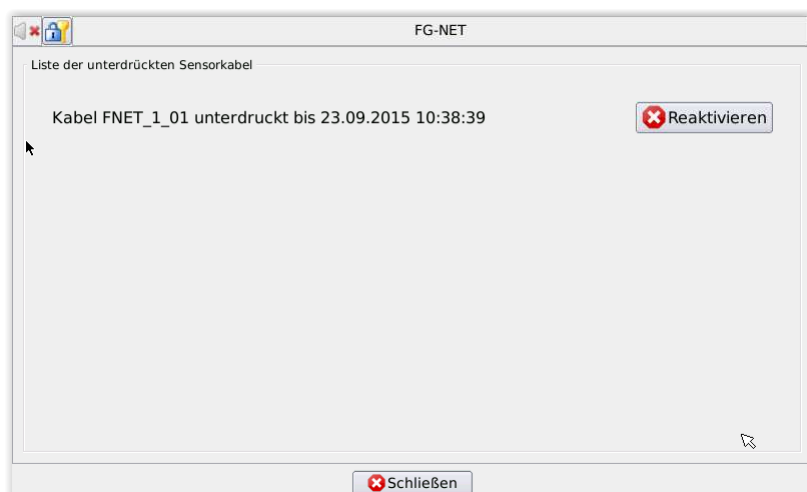 FG-NET
Liste der unterdrückten Sensorkabel
Kabel FNET_1_01 unterdruckt bis 23.09.2015 10:38:39
Reaktivieren
Schließen